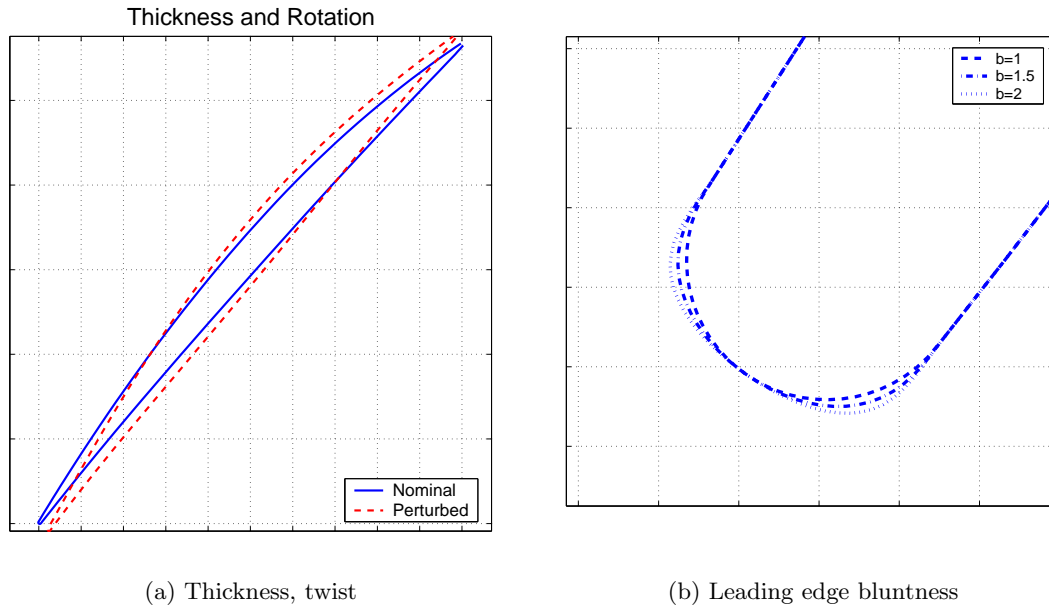 Thickness and Rotation
Nominal
Perturbed
b=1
b=1.5
b=2
(a) Thickness, twist
(b) Leading edge bluntness